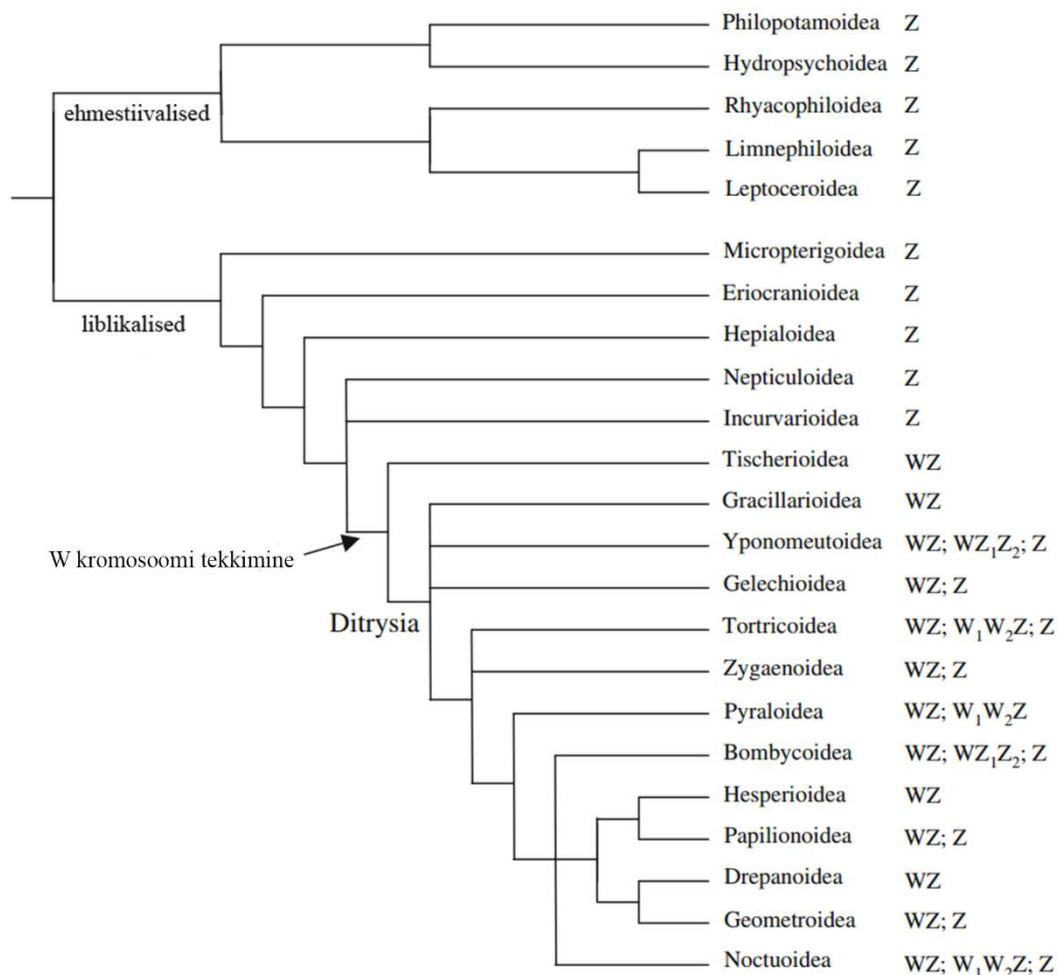 Philopotamoidea Z
Hydropsychoidea Z
ehmestiivalised
Rhyacophiloidea Z
Limnephiloidea Z
Leptoceroidea Z
Micropterigoidea Z
Eriocranioidea Z
liblikalised
Hepialoidea Z
Nepticuloidea Z
Incurvarioidea Z
Tischerioidea WZ
Gracillarioidea WZ
W kromosoomi tekkimine
Yponomeutoidea WZ; WZ₁Z₂; Z
Gelechioidea WZ; Z
Ditrysia
Tortricoidea WZ; W₁W₂Z; Z
Zygaenoidea WZ; Z
Pyraloidea WZ; W₁W₂Z
Bombycoidea WZ; WZ₁Z₂; Z
Hesperioidea WZ
Papilionoidea WZ; Z
Drepanoidea WZ
Geometroidea WZ; Z
Noctuoidea WZ; W₁W₂Z; Z